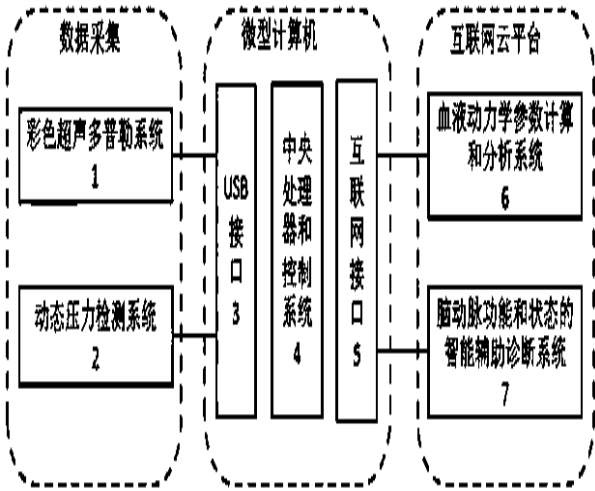 数据采集
彩色超声多普勒系统
1
动态压力检测系统
2
微型计算机
USB
接
口
3
中央
处理
器和
控制
系统
4
互
联
网
接
口
5
互联网云平台
血液动力学参数计算
和分析系统
6
脑动脉功能和状态的
智能辅助诊断系统
7